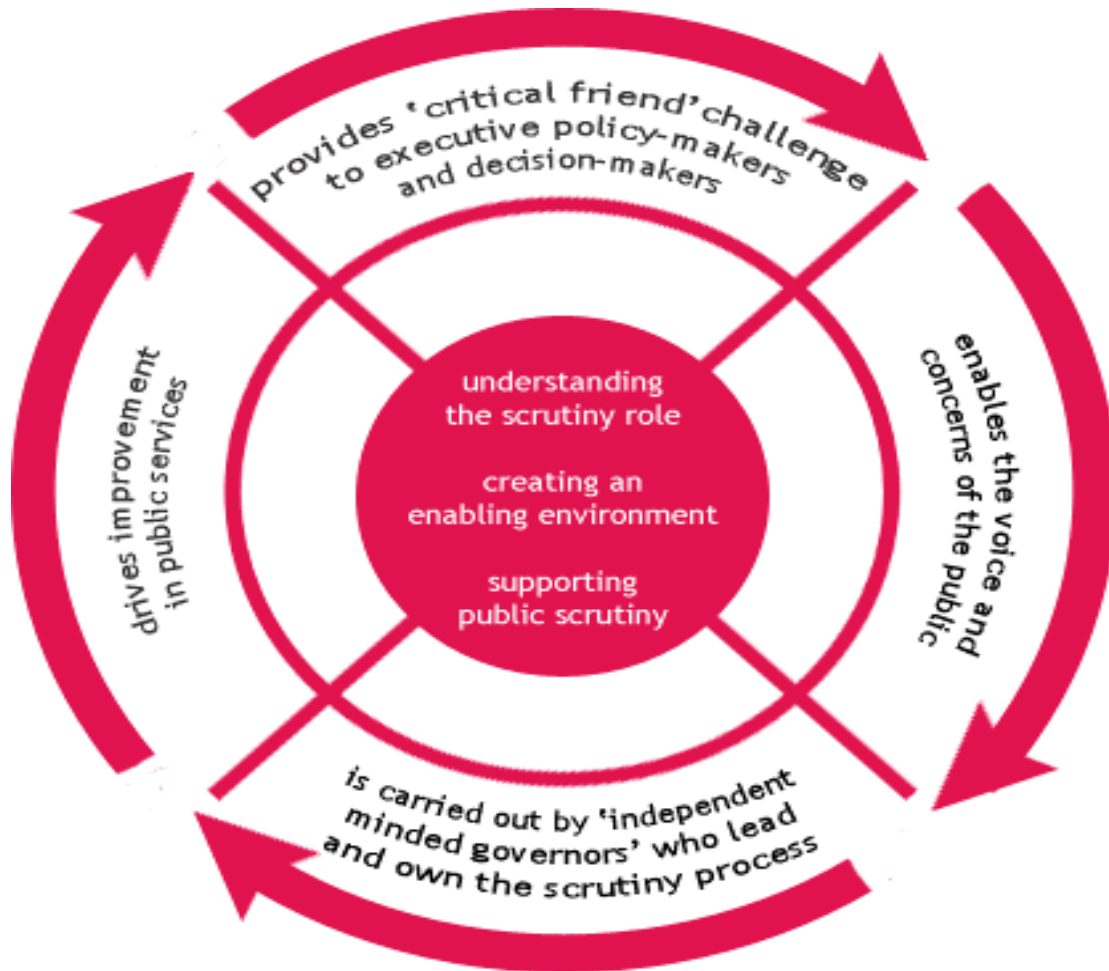 provides ‘critical friend’ challenge
to executive policy-makers
and decision-makers
enables the voice and
concerns of the public
is carried out by ‘independent
minded governors’ who lead
and own the scrutiny process
drives improvement
in public services
understanding
the scrutiny role
creating an
enabling environment
supporting
public scrutiny